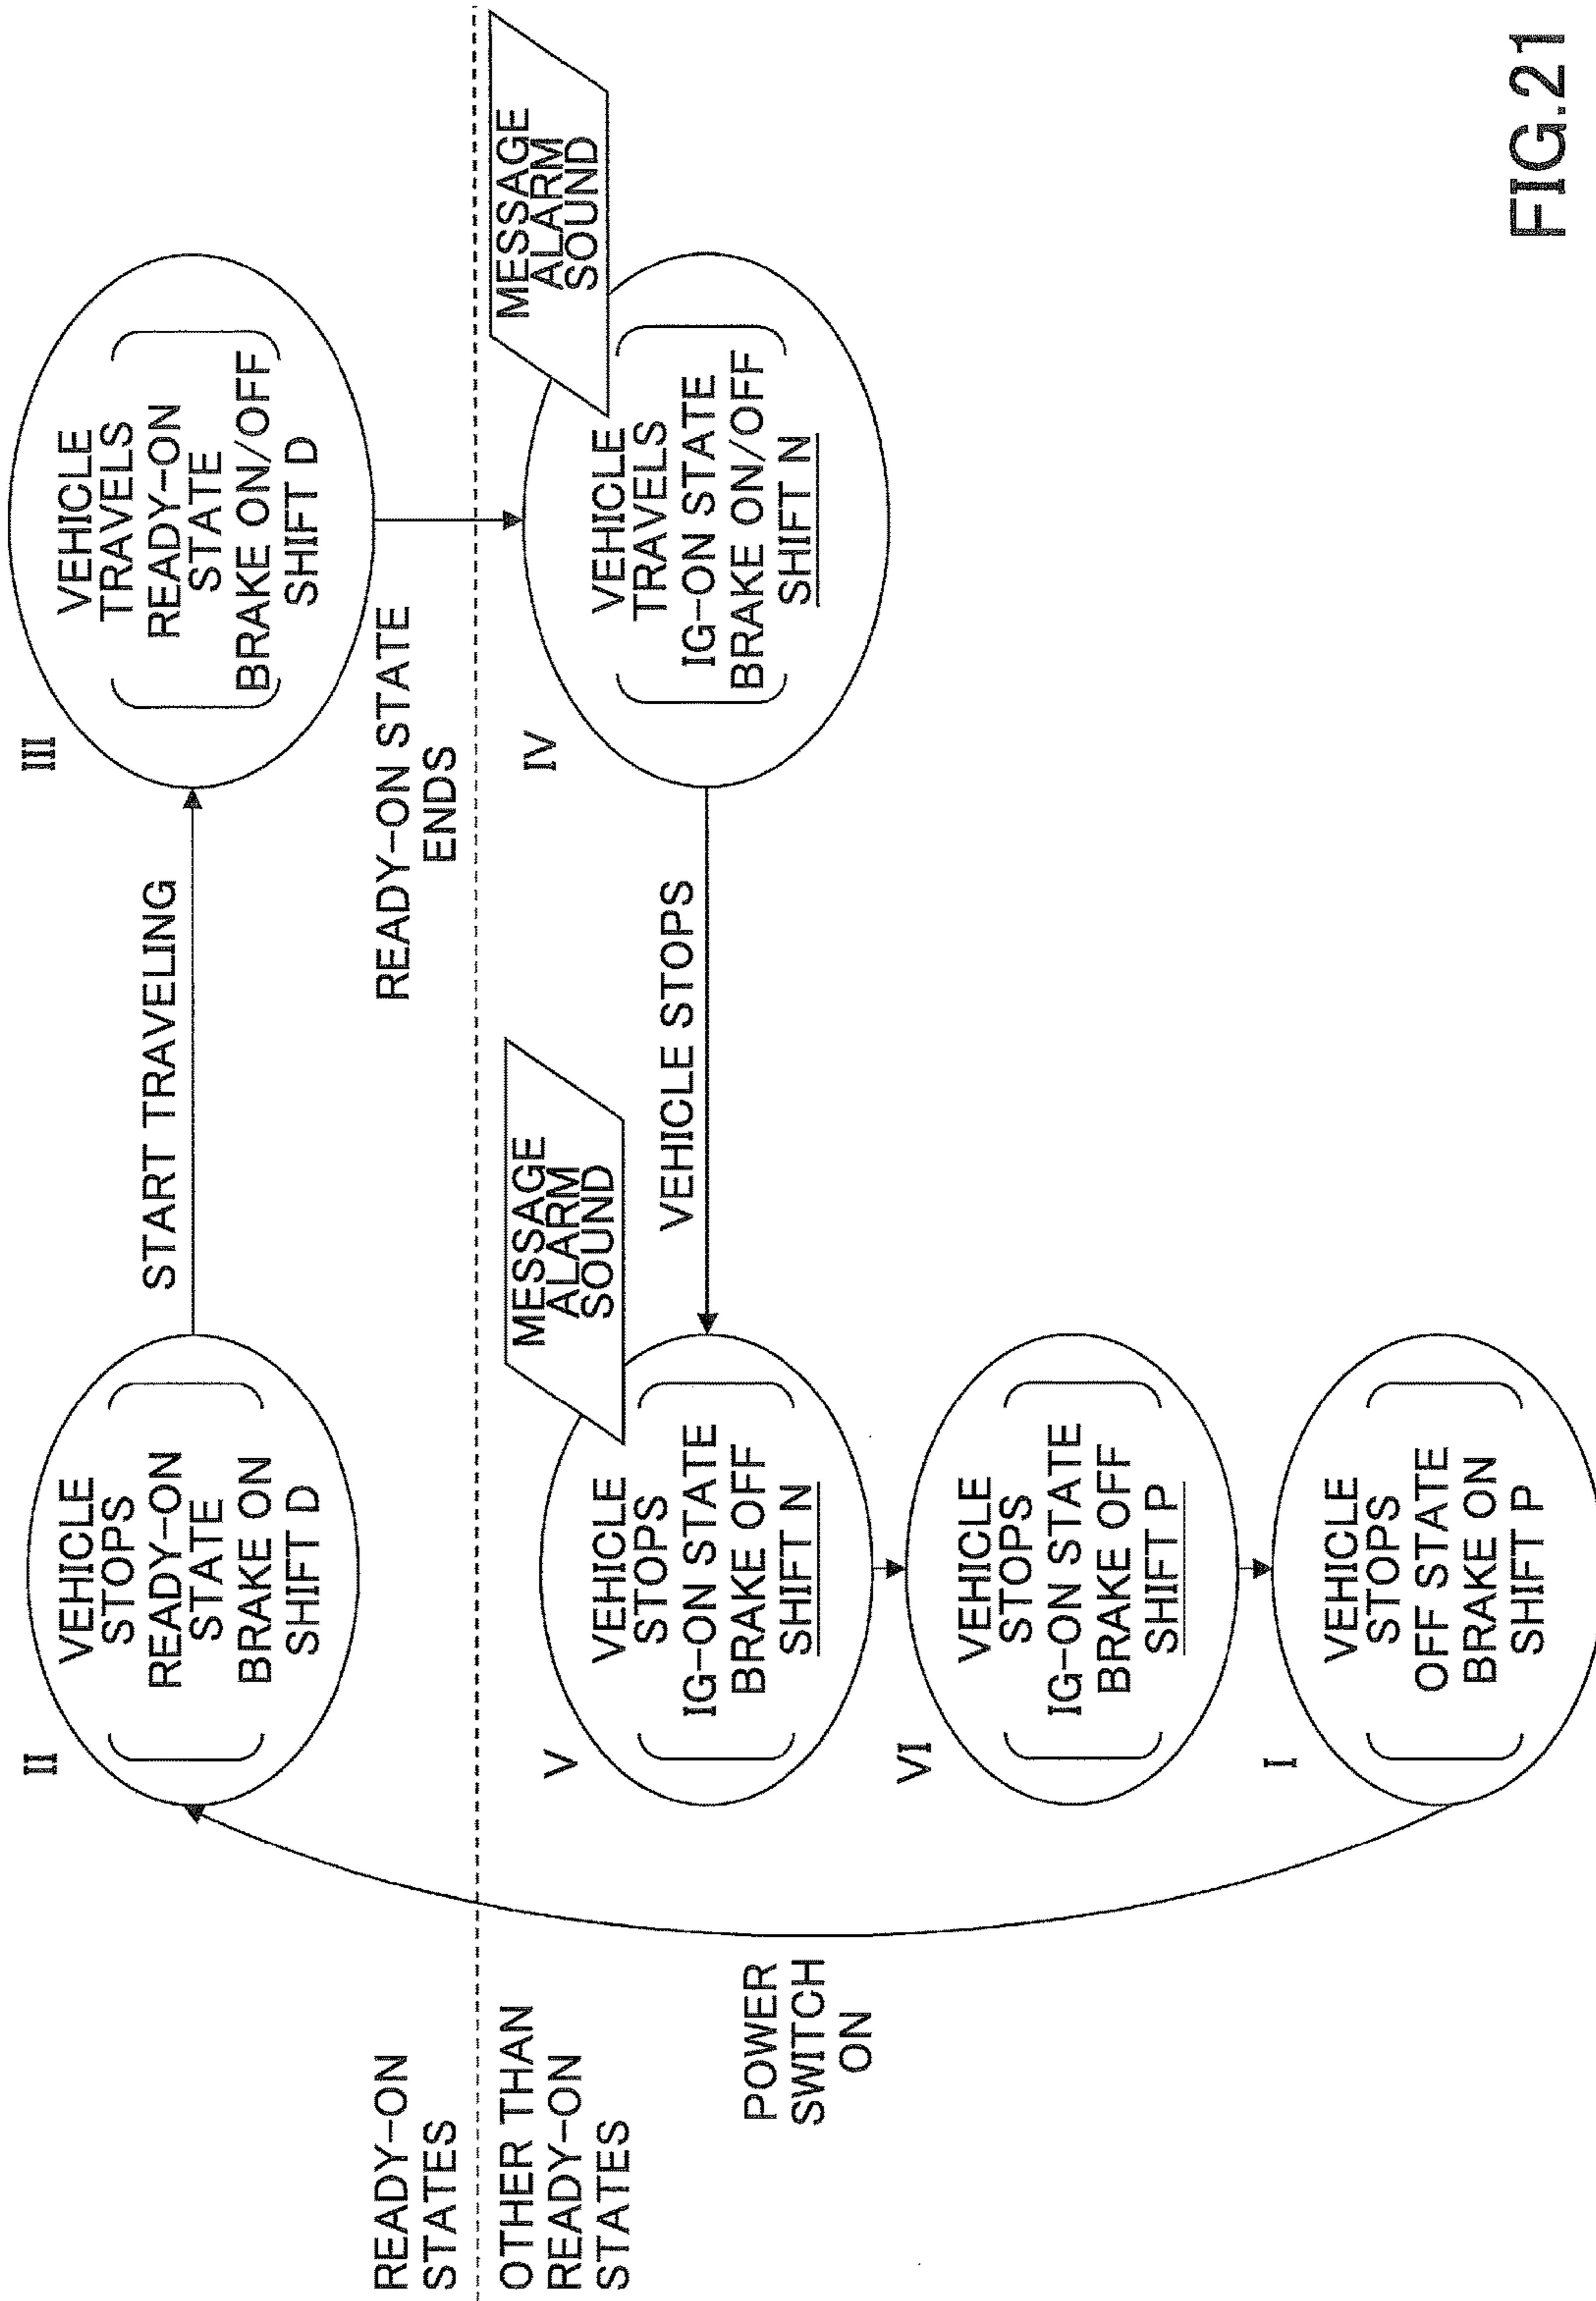 II
VEHICLE
STOPS
READY-ON
STATE
BRAKE ON
SHIFT D
START TRAVELING
III
VEHICLE
TRAVELS
READY-ON
STATE
BRAKE ON/OFF
SHIFT D
READY-ON
STATES
READY-ON STATE
ENDS
OTHER THAN
READY-ON
STATES
V
MESSAGE
ALARM
SOUND
VEHICLE
STOPS
IG-ON STATE
BRAKE OFF
SHIFT N
VEHICLE STOPS
IV
MESSAGE
ALARM
SOUND
VEHICLE
TRAVELS
IG-ON STATE
BRAKE ON/OFF
SHIFT N
POWER
SWITCH
ON
VI
VEHICLE
STOPS
IG-ON STATE
BRAKE OFF
SHIFT P
I
VEHICLE
STOPS
OFF STATE
BRAKE ON
SHIFT P
FIG.21